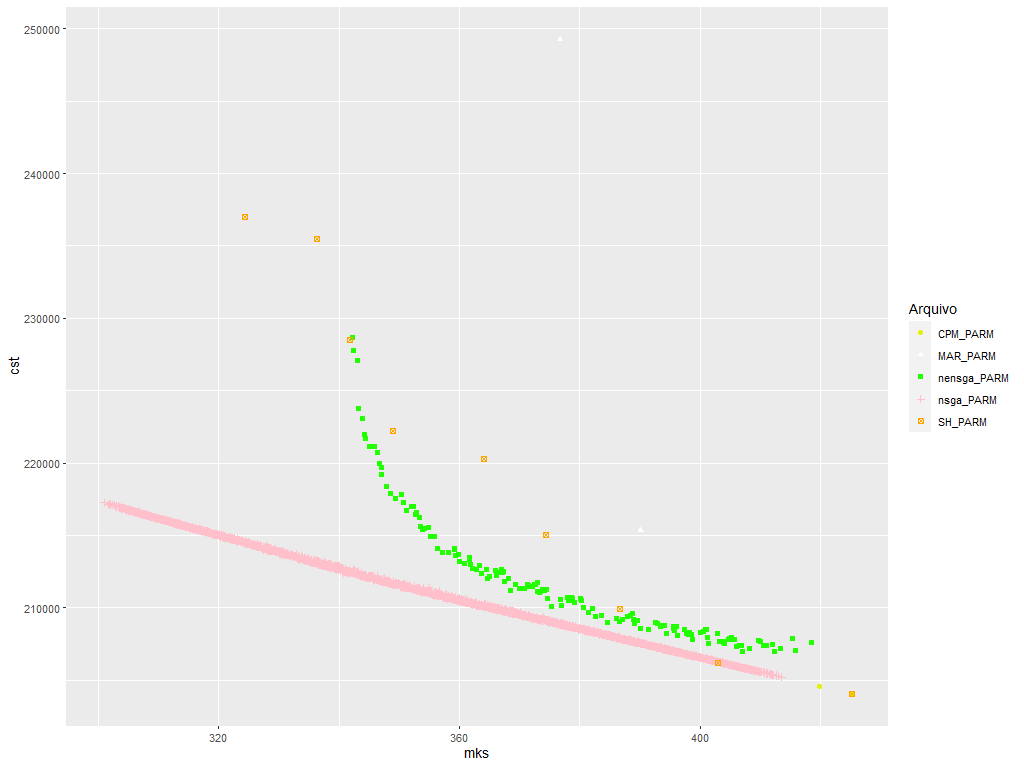 250000
240000
230000
220000
210000
cst
320
360
400
mks
Arquivo
CPM_PARM
MAR_PARM
nensga_PARM
nsga_PARM
SH_PARM